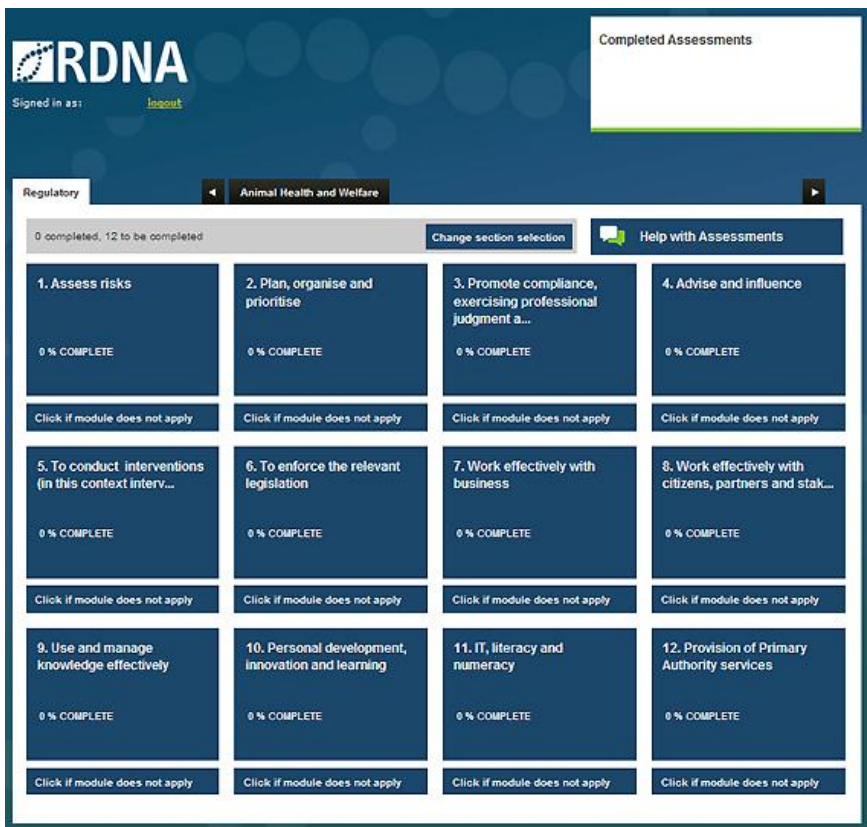 RDNA
Completed Assessments
Signed in as:
logout
Regulatory
Animal Health and Welfare
0 completed, 12 to be completed
Change section selection
Help with Assessments
1. Assess risks
0 % COMPLETE
Click if module does not apply
2. Plan, organise and
prioritise
0 % COMPLETE
Click if module does not apply
3. Promote compliance,
exercising professional
judgment a...
0 % COMPLETE
Click if module does not apply
4. Advise and influence
0 % COMPLETE
Click if module does not apply
5. To conduct interventions
(in this context interv...
0 % COMPLETE
Click if module does not apply
6. To enforce the relevant
legislation
0 % COMPLETE
Click if module does not apply
7. Work effectively with
business
0 % COMPLETE
Click if module does not apply
8. Work effectively with
citizens, partners and stak...
0 % COMPLETE
Click if module does not apply
9. Use and manage
knowledge effectively
0 % COMPLETE
Click if module does not apply
10. Personal development,
innovation and learning
0 % COMPLETE
Click if module does not apply
11. IT, literacy and
numeracy
0 % COMPLETE
Click if module does not apply
12. Provision of Primary
Authority services
0 % COMPLETE
Click if module does not apply